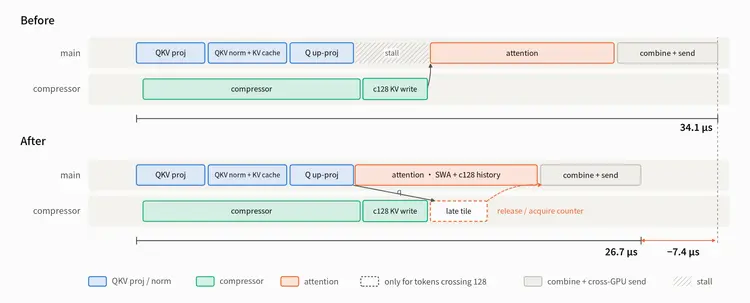 Before
main
QKV proj
QKV norm + KV cache
Q up-proj
stall
attention
combine + send
compressor
compressor
c128 KV write
34.1 μs
After
main
QKV proj
QKV norm + KV cache
Q up-proj
attention • SWA + c128 history
combine + send
q
compressor
compressor
c128 KV write
late tile
release / acquire counter
26.7 μs
−7.4 μs
QKV proj / norm
compressor
attention
only for tokens crossing 128
combine + cross-GPU send
stall